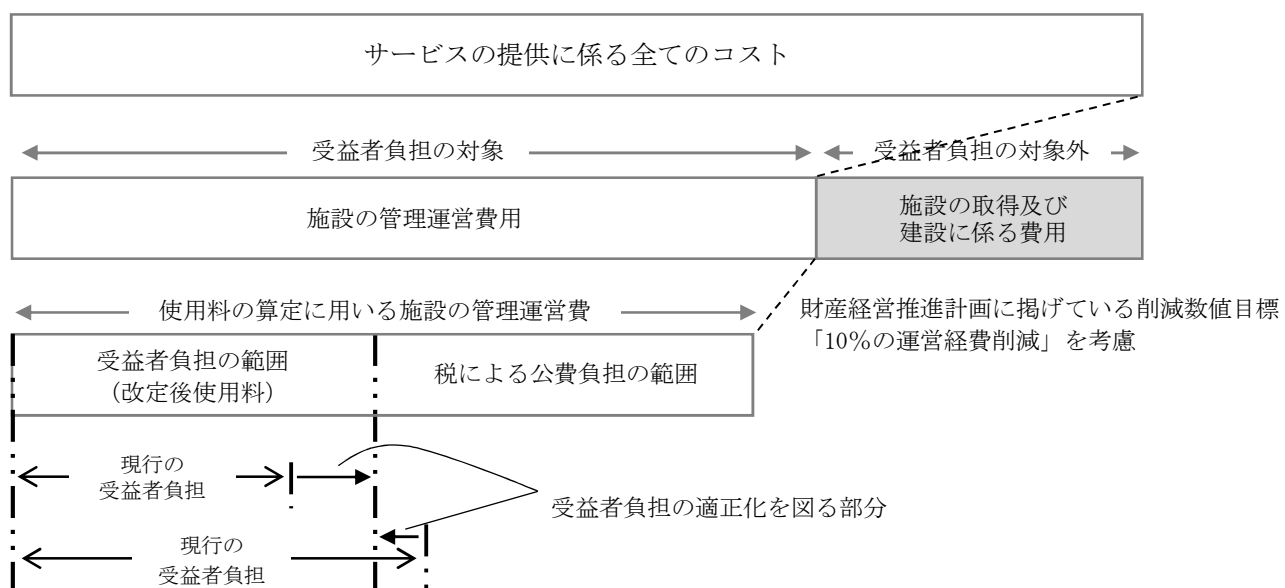 サービスの提供に係る全てのコスト
受益者負担の対象
受益者負担の対象外
施設の管理運営費用
施設の取得及び
建設に係る費用
使用料の算定に用いる施設の管理運営費
財産経営推進計画に掲げている削減数値目標
「10%の運営経費削減」を考慮
受益者負担の範囲
(改定後使用料)
税による公費負担の範囲
現行の
受益者負担
受益者負担の適正化を図る部分
現行の
受益者負担